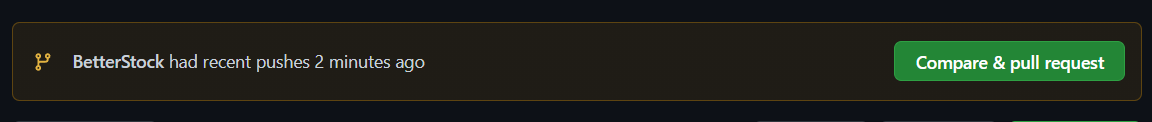 BetterStock had recent pushes 2 minutes ago
Compare & pull request